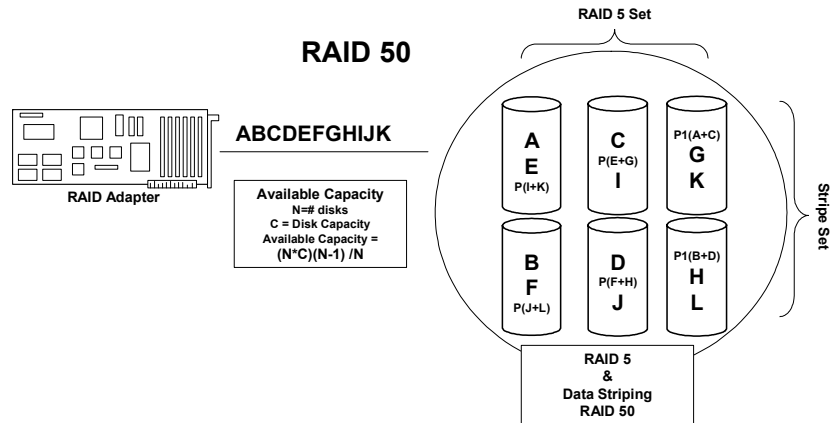 RAID 5 Set
RAID 50
ABCDEFGHIJK
RAID Adapter
Available Capacity
N=# disks
C = Disk Capacity
Available Capacity =
(N*C)(N-1) /N
A
E
P(I+K)
C
P(E+G)
I
P1(A+C)
G
K
B
F
P(J+L)
D
P(F+H)
J
P1(B+D)
H
L
Stripe Set
RAID 5
&
Data Striping
RAID 50